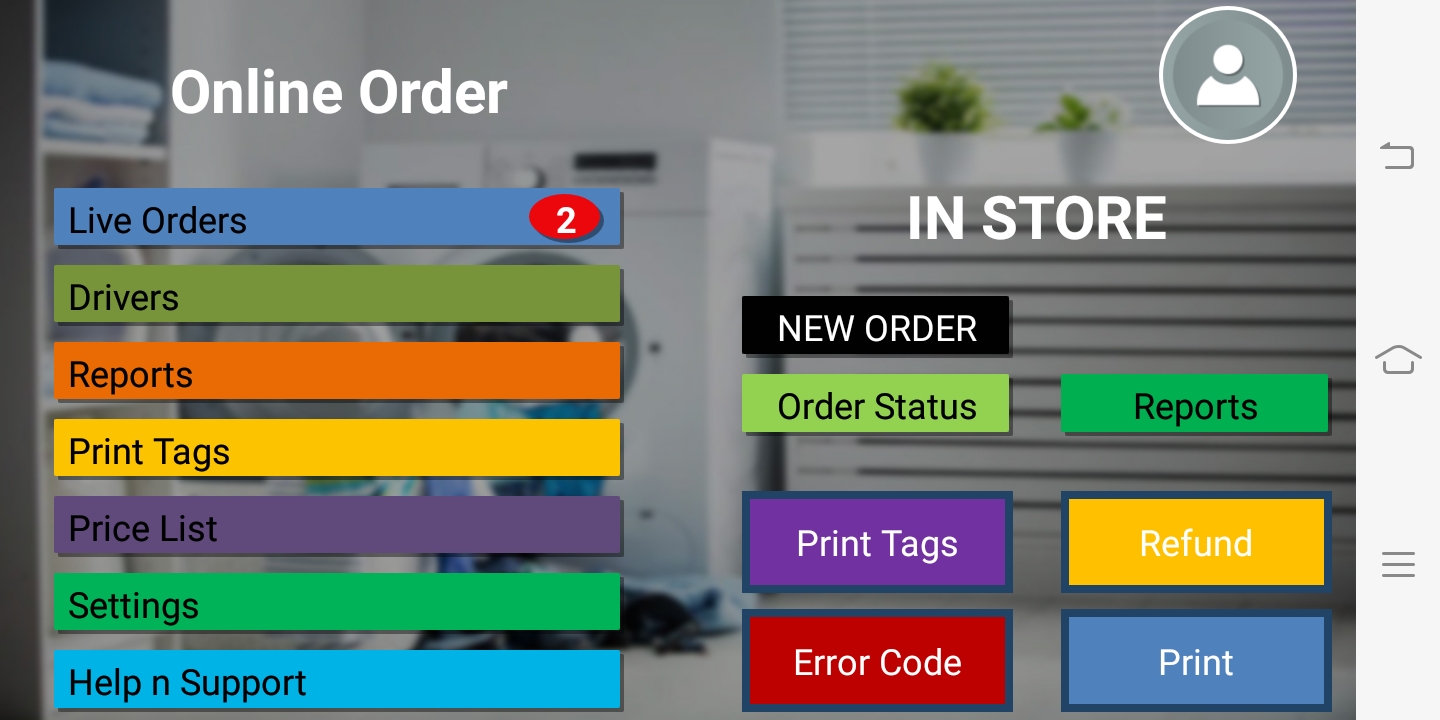 Online Order
Live Orders 2
Drivers
Reports
Print Tags
Price List
Settings
Help n Support
IN STORE
NEW ORDER
Order Status
Reports
Print Tags
Refund
Error Code
Print